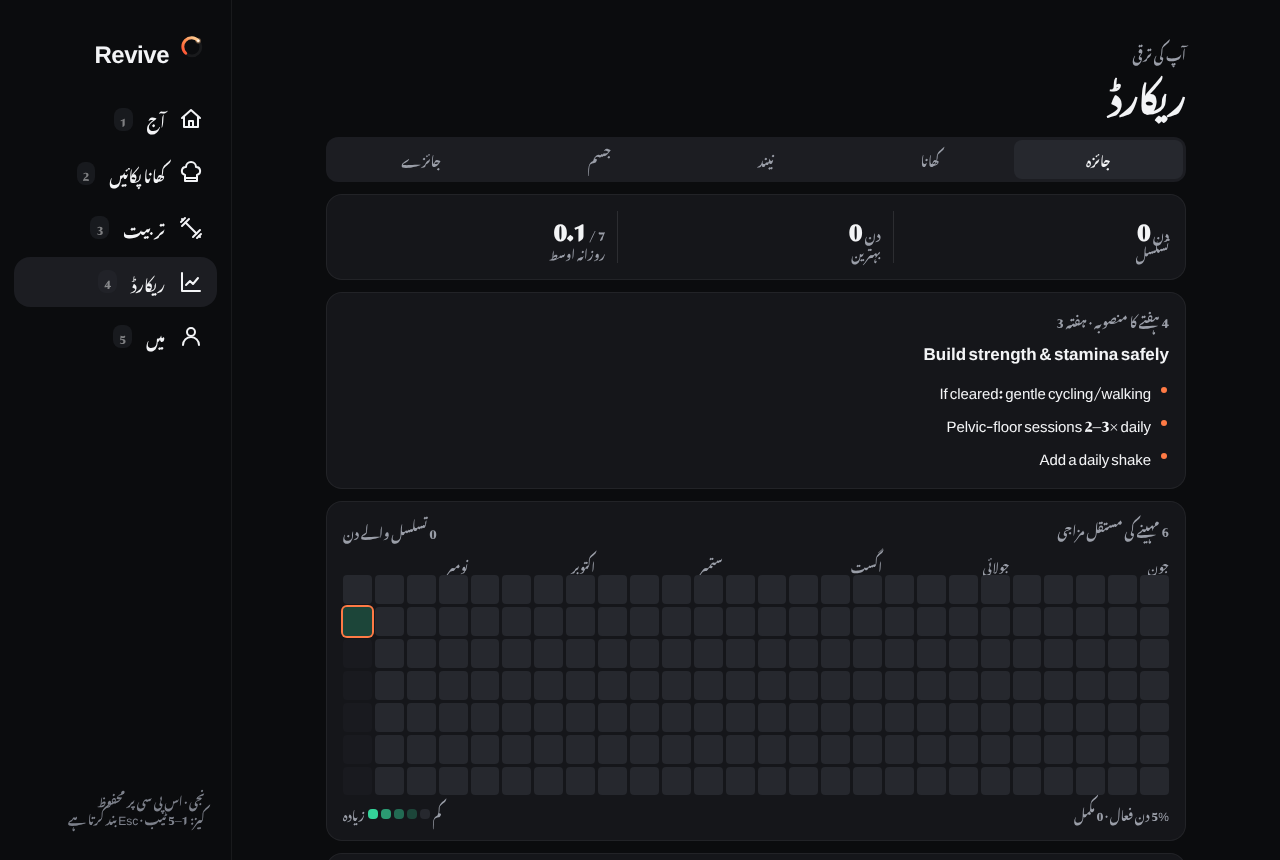 Revive
آج 1
کھانا پکائیں 2
تربیت 3
ریکارڈ 4
میں 5
نجی · اس پی سی پر محفوظ
کیز: 1–5 ٹیب · Esc بند کرتا ہے
آپ کی ترقی
ریکارڈ
جائزہ
کھانا
نیند
جسم
جائزے
0 دن
تسلسل
0 دن
بہترین
0.1 / 7
روزانہ اوسط
4 ہفتے کا منصوبہ · ہفتہ 3
Build strength & stamina safely
If cleared: gentle cycling/walking
Pelvic-floor sessions 2–3× daily
Add a daily shake
6 مہینے کی مستقل مزاجی
0 تسلسل والے دن
جون جولائی اگست ستمبر اکتوبر نومبر
5% دن فعال · 0 مکمل
کم زیادہ